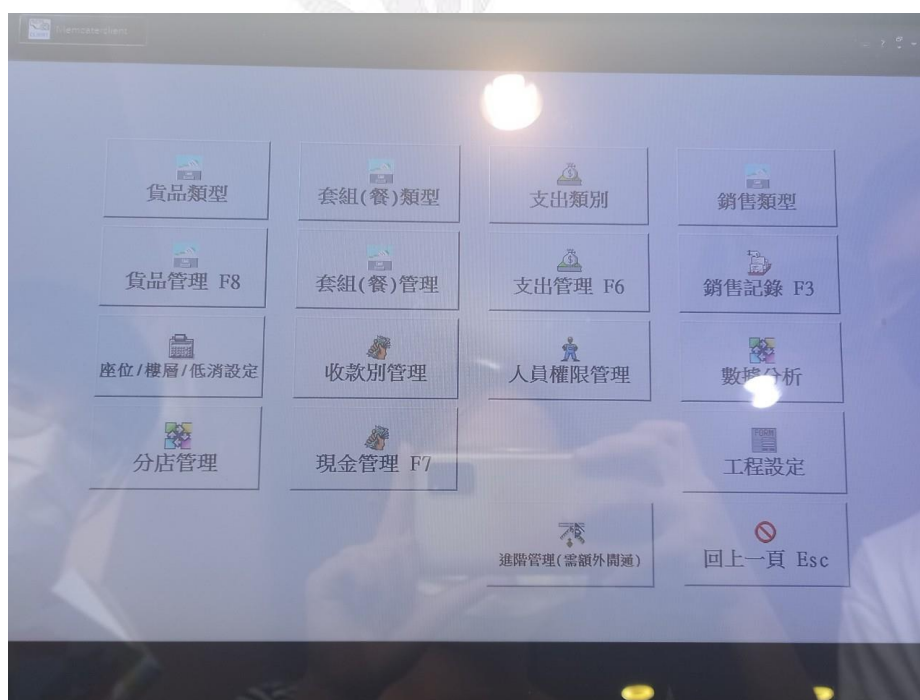 貨品類型
套組(餐)類型
支出類別
銷售類型
貨品管理 F8
套組(餐)管理
支出管理 F6
銷售記錄 F3
座位/樓層/低消設定
收款別管理
人員權限管理
數據分析
分店管理
現金管理 F7
工程設定
進階管理(需額外開通)
回上一頁 Esc